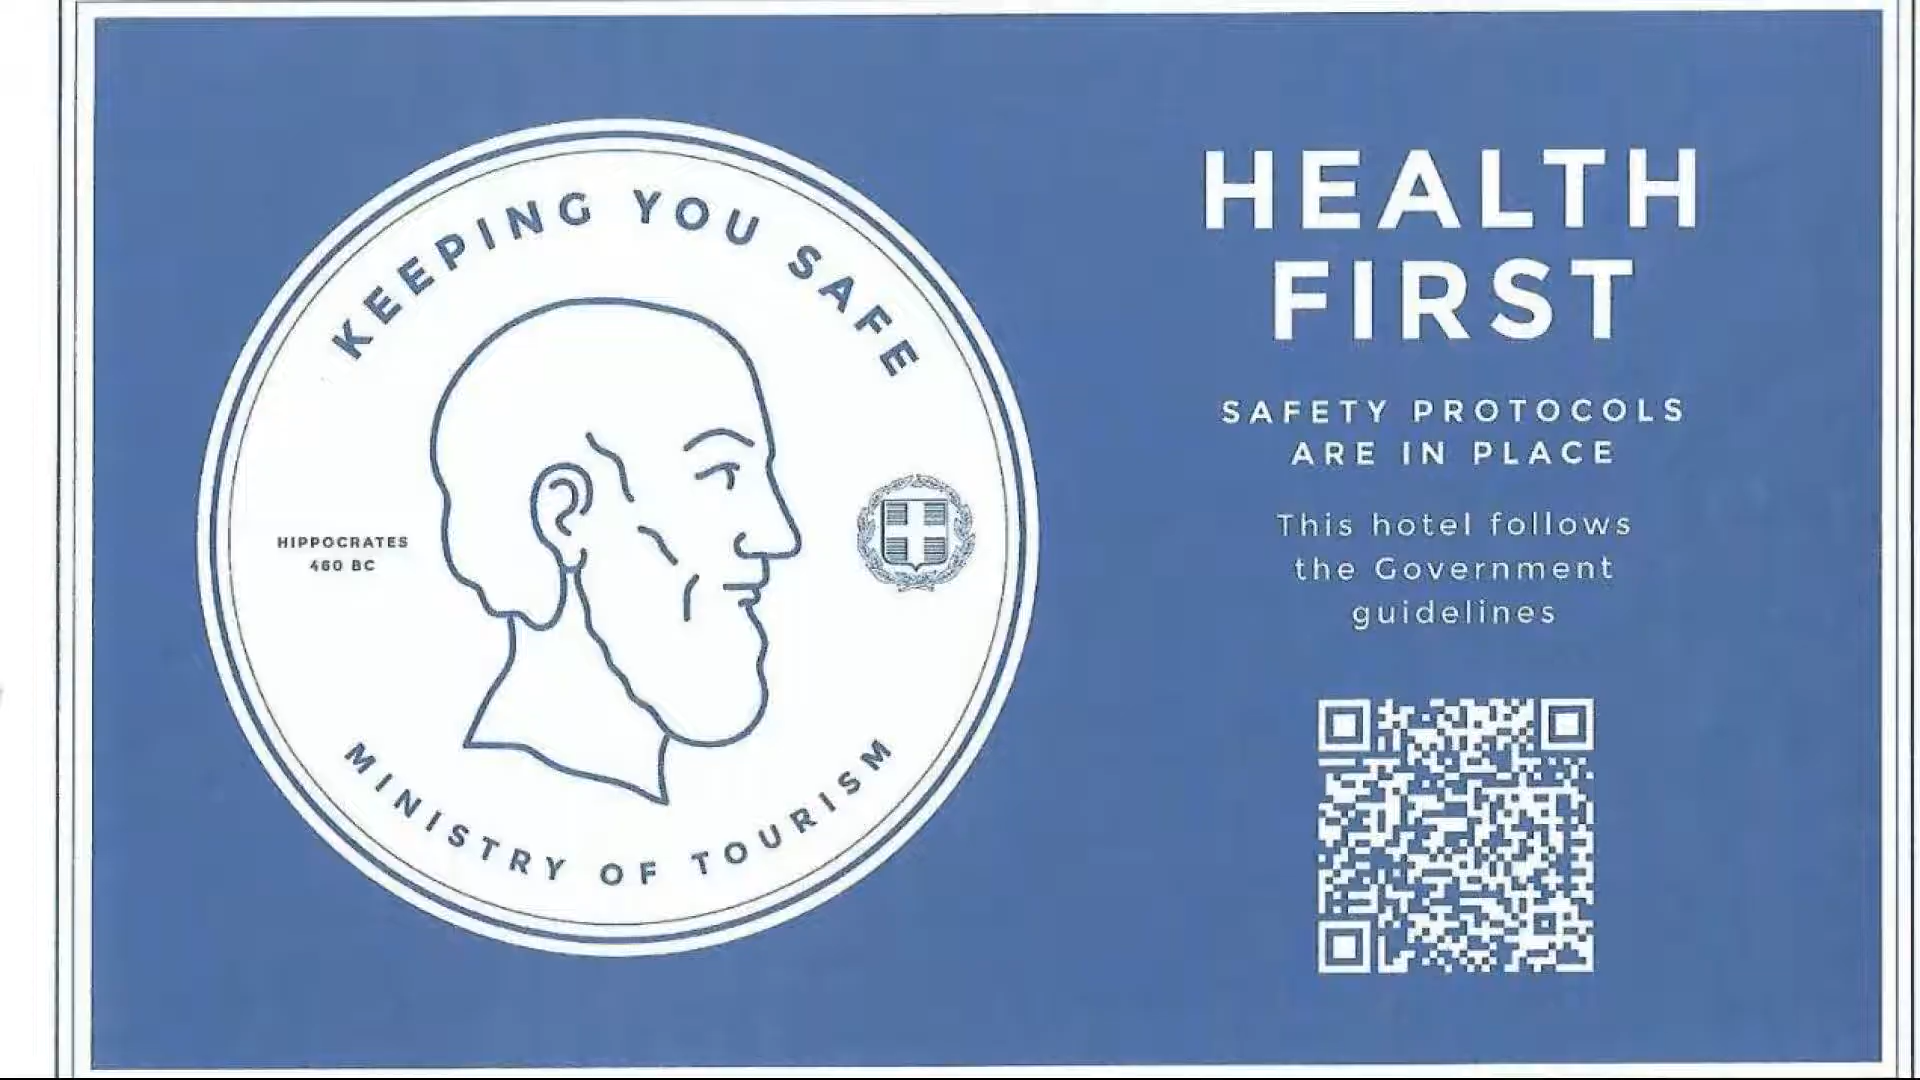 KEEPING YOU SAFE
HIPPOCRATES
460 BC
MINISTRY OF TOURISM
HEALTH
FIRST
SAFETY PROTOCOLS
ARE IN PLACE
This hotel follows
the Government
guidelines